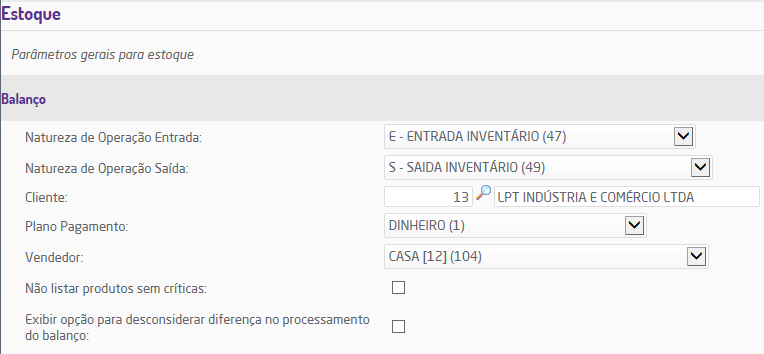 Estoque
Parâmetros gerais para estoque
Balanço
Natureza de Operação Entrada: E - ENTRADA INVENTÁRIO (47)
Natureza de Operação Saída: S - SAIDA INVENTÁRIO (49)
Cliente: 13 LPT INDÚSTRIA E COMÉRCIO LTDA
Plano Pagamento: DINHEIRO (1)
Vendedor: CASA [12] (104)
Não listar produtos sem críticas:
Exibir opção para desconsiderar diferença no processamento
do balanço: